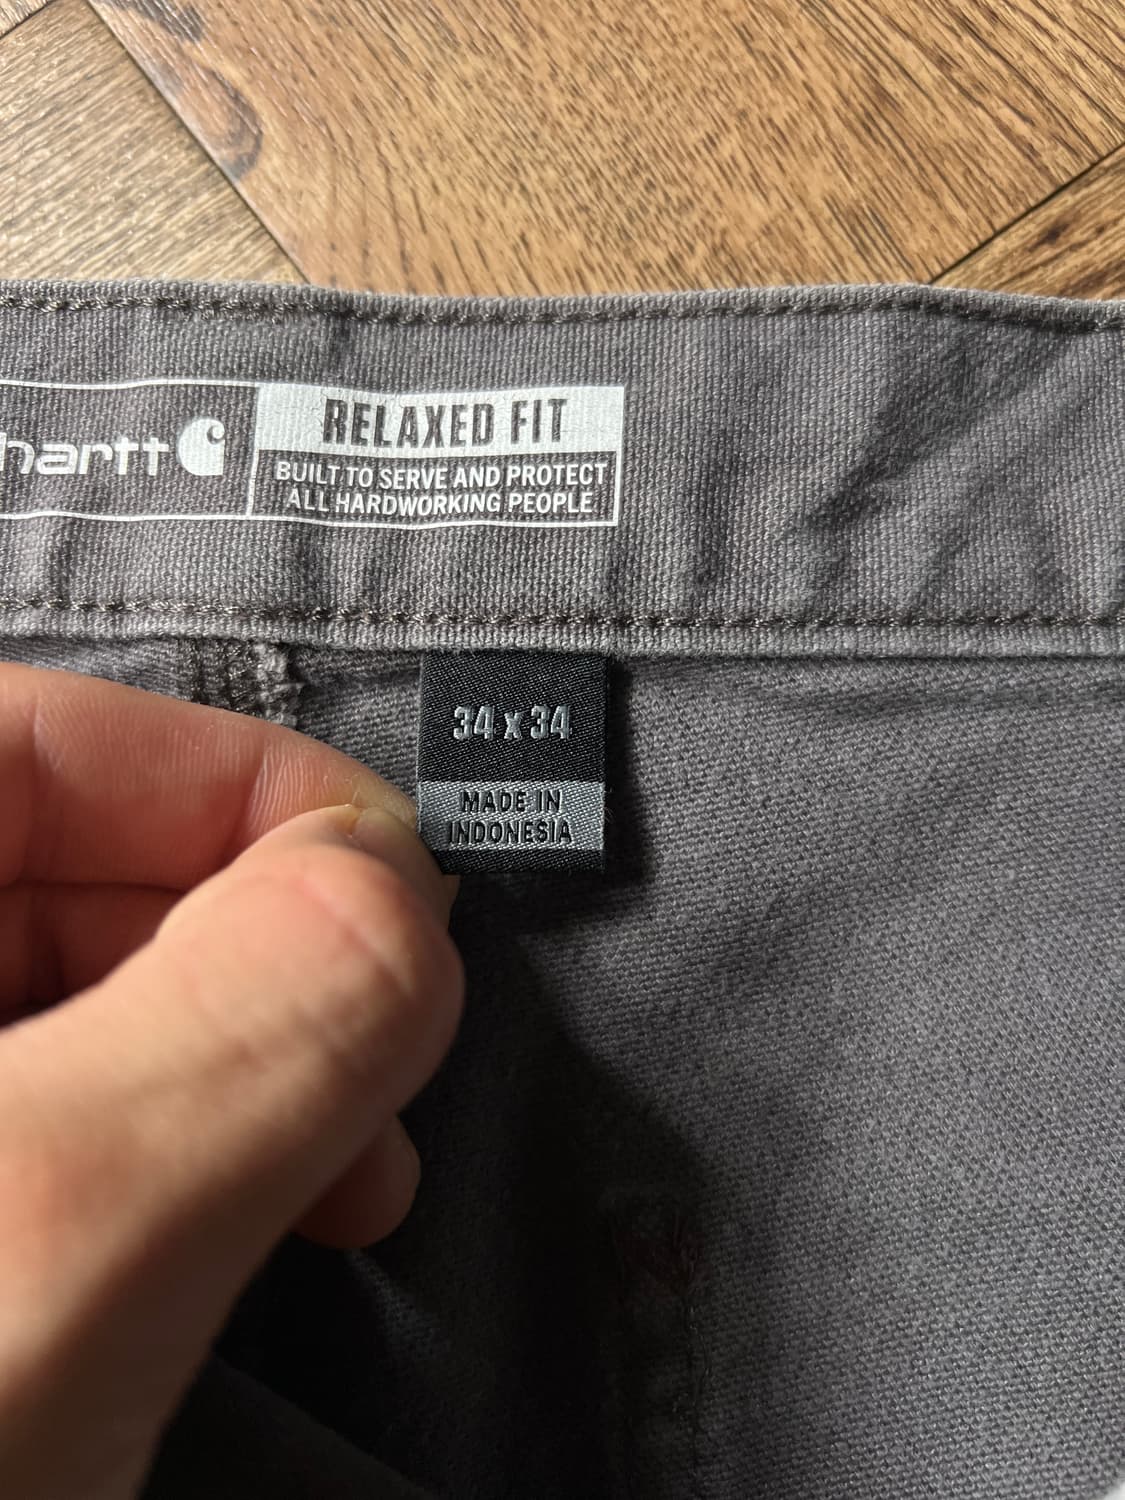 hartt
RELAXED FIT
BUILT TO SERVE AND PROTECT
ALL HARDWORKING PEOPLE
34 x 34
MADE IN
INDONESIA